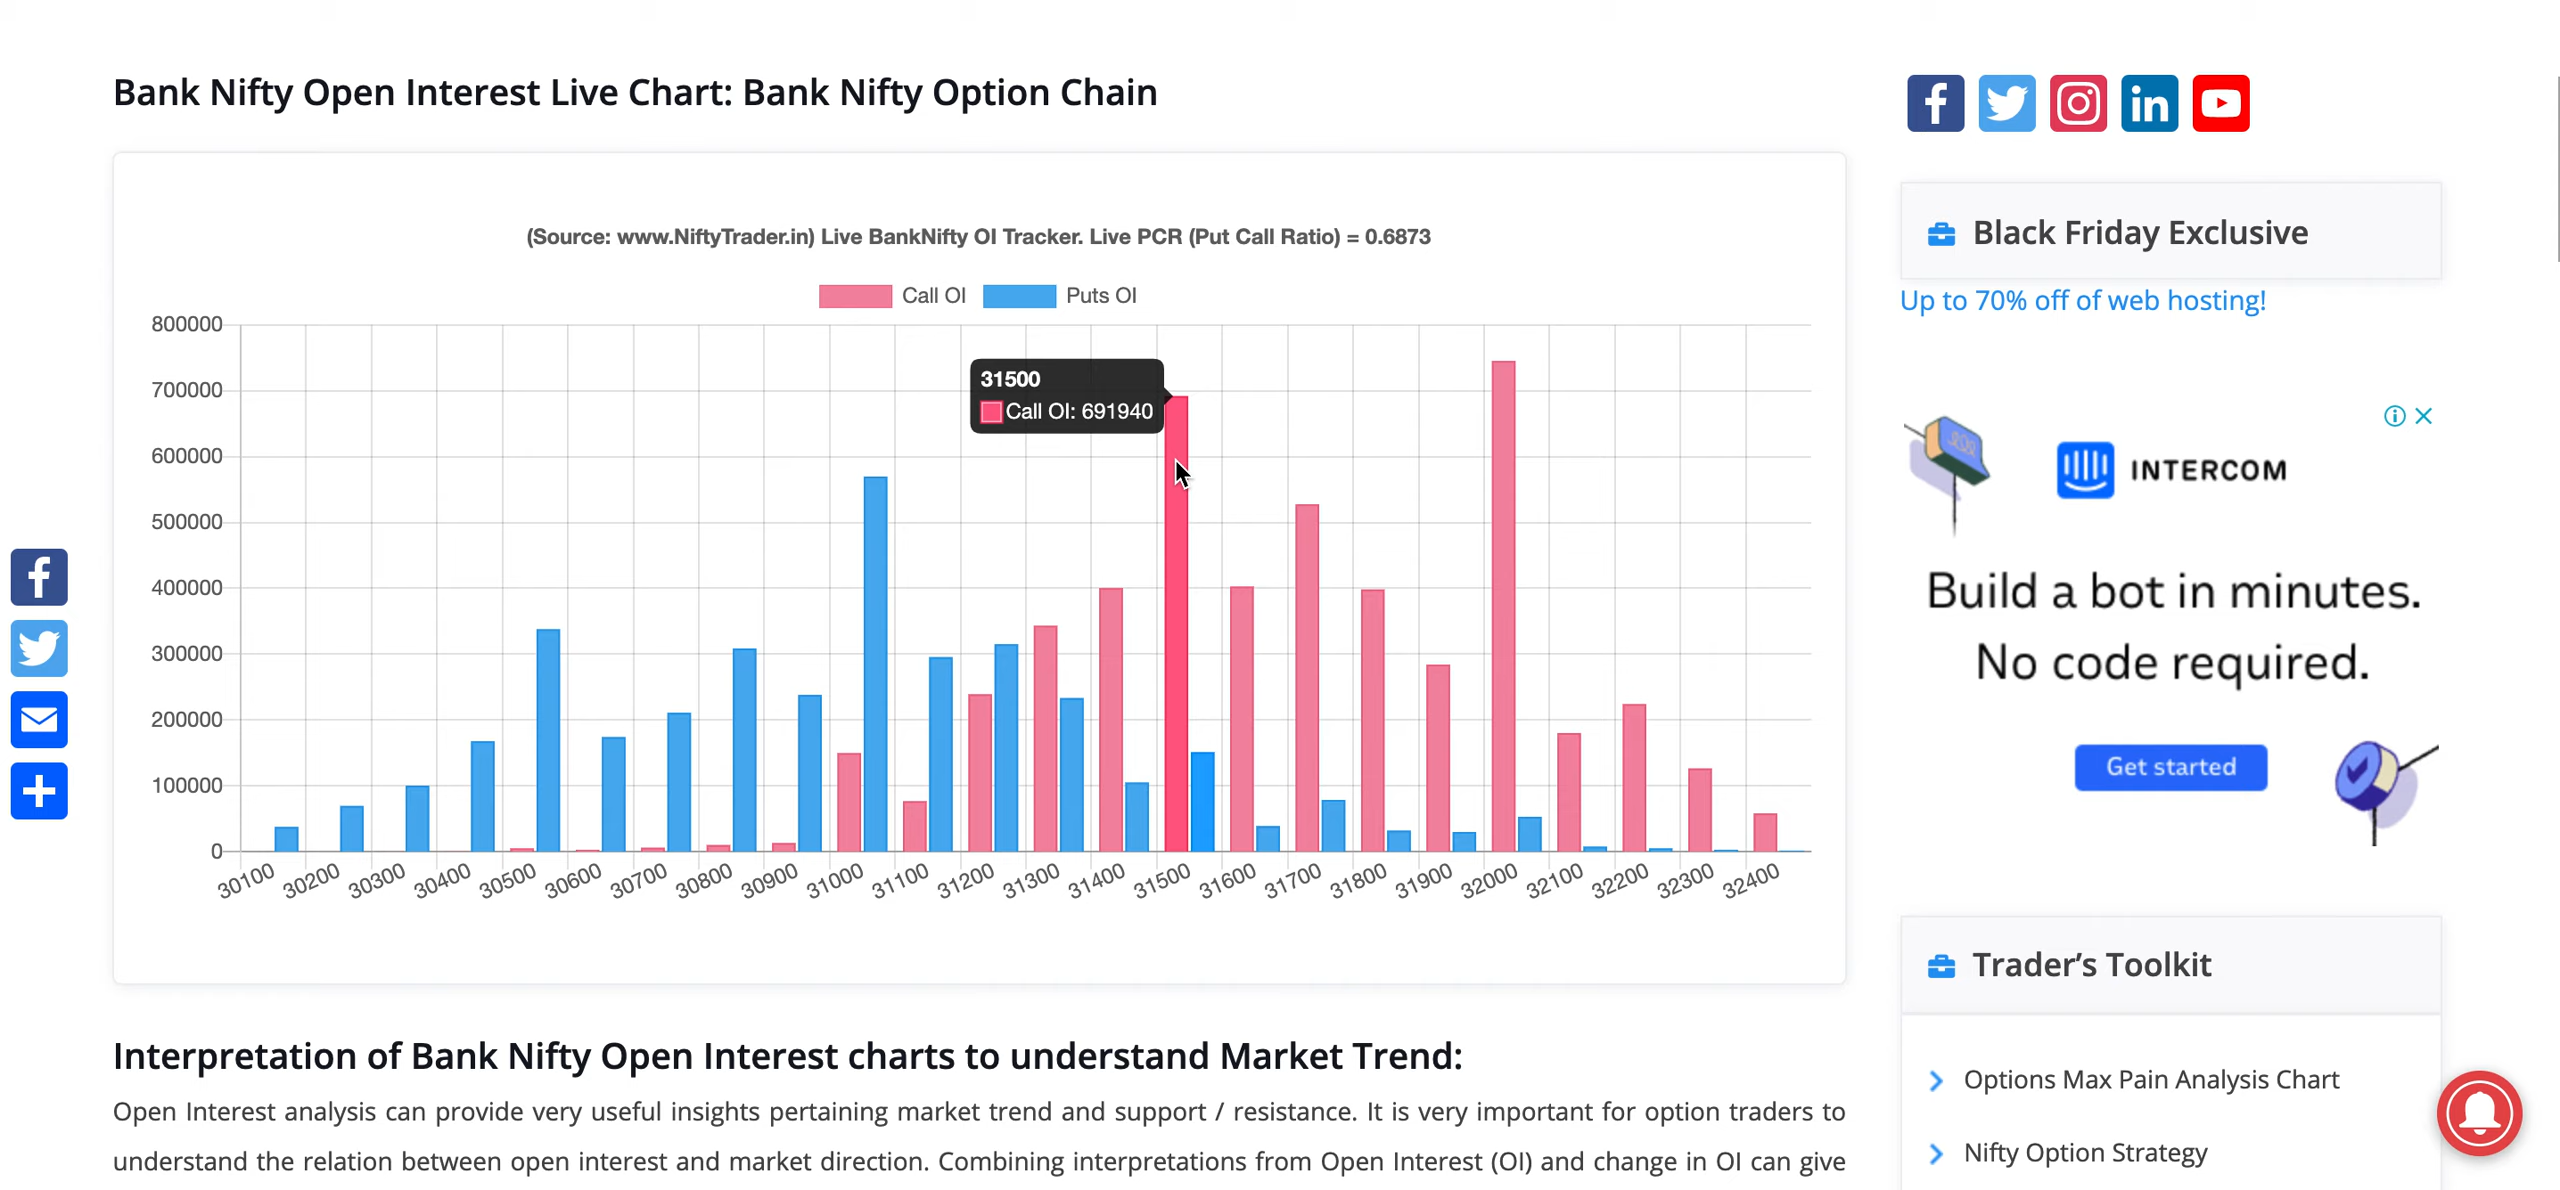 Bank Nifty Open Interest Live Chart: Bank Nifty Option Chain
(Source: www.NiftyTrader.in) Live BankNifty OI Tracker. Live PCR (Put Call Ratio) = 0.6873
Call OI
Puts OI
800000
700000
600000
500000
400000
300000
200000
100000
0
31500
Call OI: 691940
30100
30200
30300
30400
30500
30600
30700
30800
30900
31000
31100
31200
31300
31400
31500
31600
31700
31800
31900
32000
32100
32200
32300
32400
Interpretation of Bank Nifty Open Interest charts to understand Market Trend:
Open Interest analysis can provide very useful insights pertaining market trend and support / resistance. It is very important for option traders to
understand the relation between open interest and market direction. Combining interpretations from Open Interest (OI) and change in OI can give
Black Friday Exclusive
Up to 70% off of web hosting!
INTERCOM
Build a bot in minutes.
No code required.
Get started
Trader’s Toolkit
Options Max Pain Analysis Chart
Nifty Option Strategy